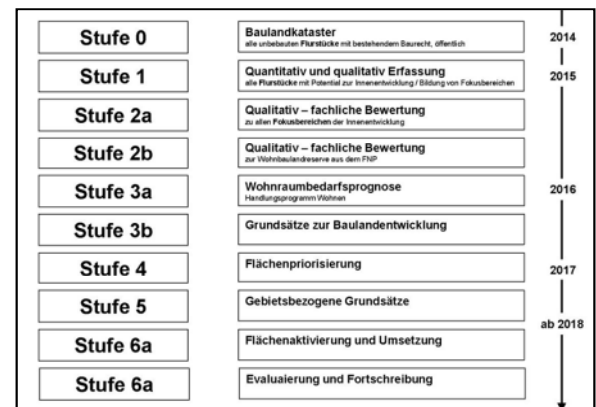 Stufe 0
Baulandkataster
alle unbebauten Flurstücke mit bestehendem Baurecht, öffentlich
2014
Stufe 1
Quantitativ und qualitativ Erfassung
alle Flurstücke mit Potential zur Innenentwicklung / Bildung von Fokusbereichen
2015
Stufe 2a
Qualitativ – fachliche Bewertung
zu allen Fokusbereichen der Innenentwicklung
Stufe 2b
Qualitativ – fachliche Bewertung
zur Wohnbaulandreserve aus dem FNP
Stufe 3a
Wohnraumbedarfsprognose
Handlungsprogramm Wohnen
2016
Stufe 3b
Grundsätze zur Baulandentwicklung
Stufe 4
Flächenpriorisierung
2017
Stufe 5
Gebietsbezogene Grundsätze
ab 2018
Stufe 6a
Flächenaktivierung und Umsetzung
Stufe 6a
Evaluaierung und Fortschreibung